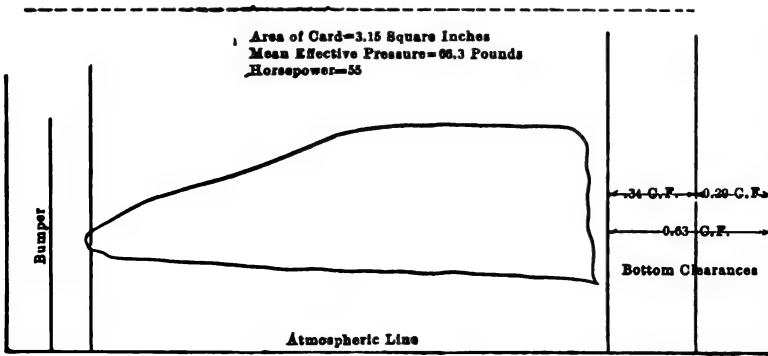 Area of Card=3.15 Square Inches
Mean Effective Pressure=66.3 Pounds
Horsepower=55
Bumper
.34 C.F. 0.29 C.F.
0.63 C.F.
Bottom Clearances
Atmospheric Line